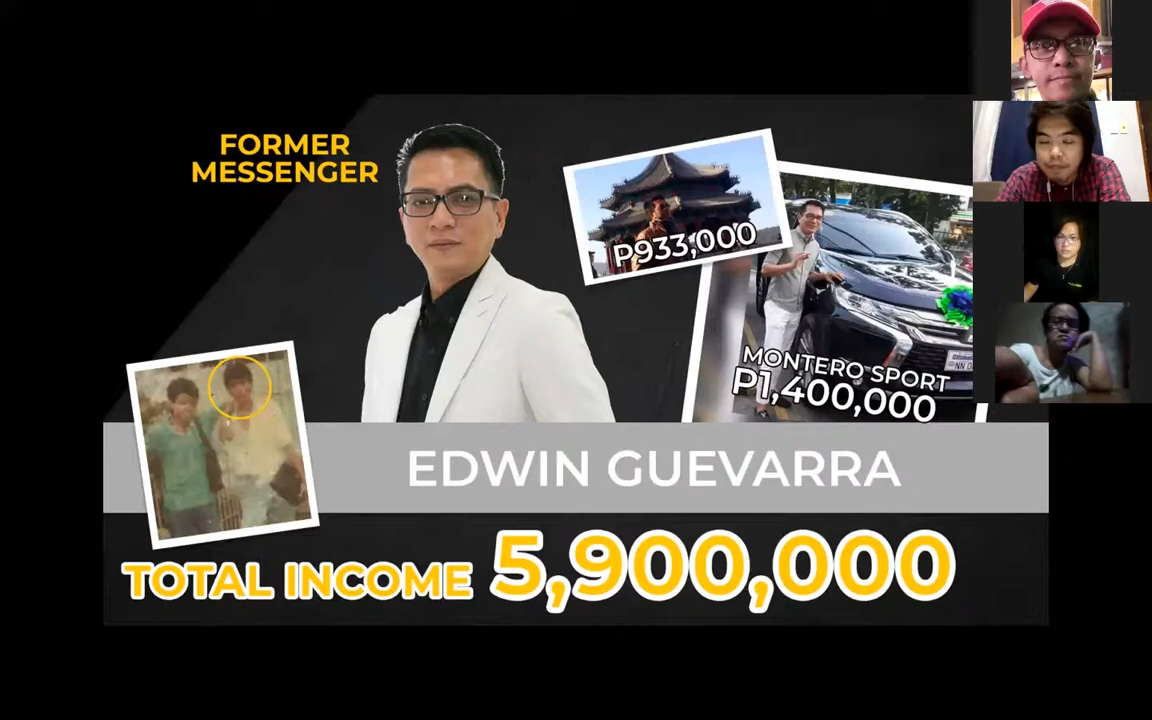 FORMER
MESSENGER
P933,000
MONTERO SPORT
P1,400,000
EDWIN GUEVARRA
TOTAL INCOME 5,900,000